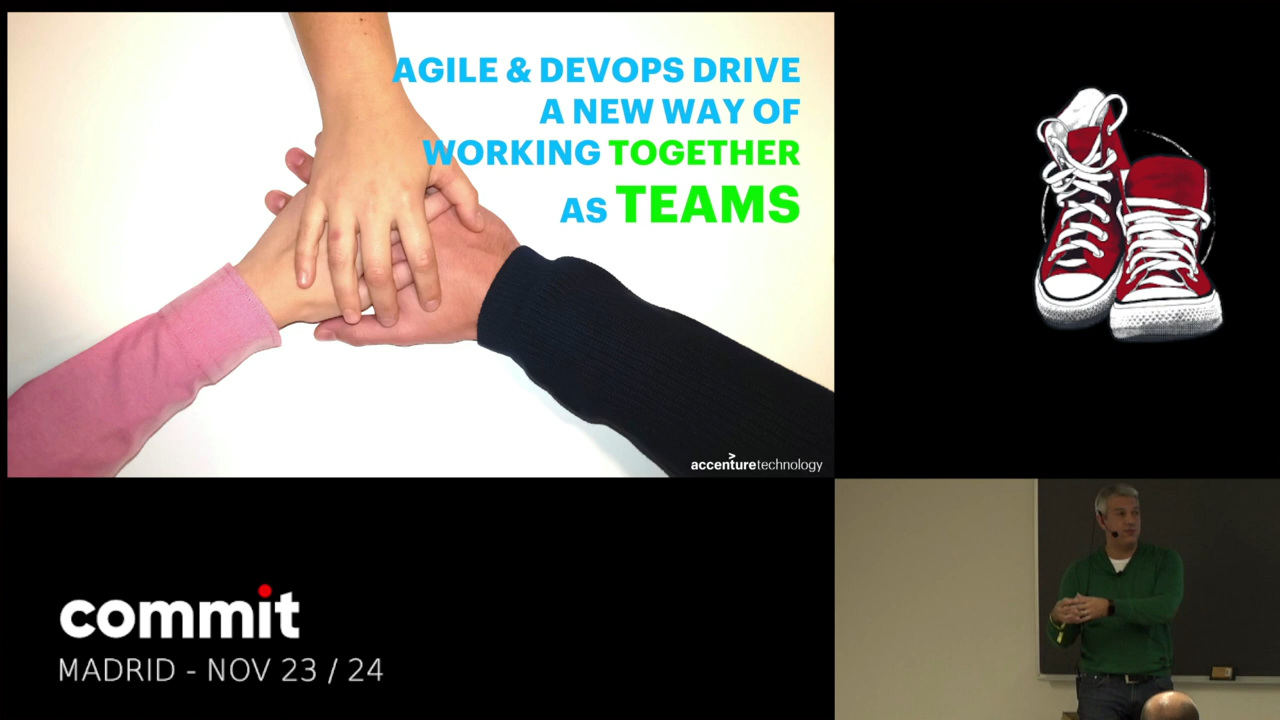 AGILE & DEVOPS DRIVE
A NEW WAY OF
WORKING TOGETHER
AS TEAMS
accenturetechnology
commit
MADRID - NOV 23 / 24